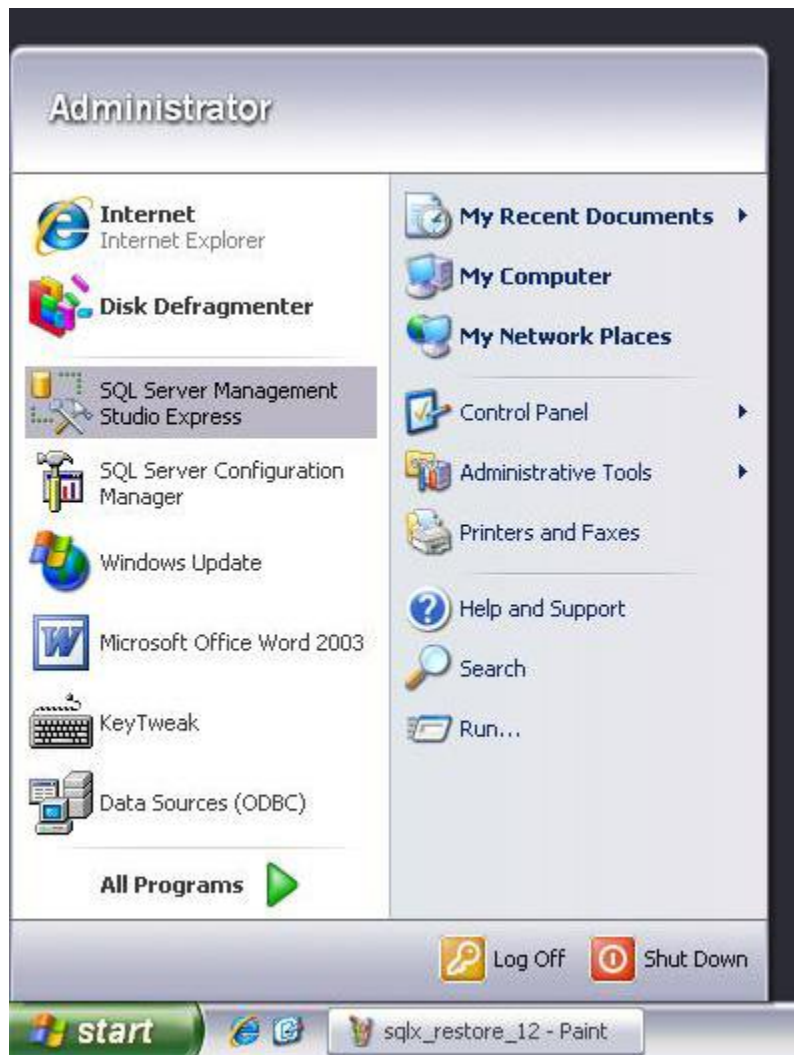 Administrator
Internet
Internet Explorer
Disk Defragmenter
SQL Server Management
Studio Express
SQL Server Configuration
Manager
Windows Update
Microsoft Office Word 2003
KeyTweak
Data Sources (ODBC)
All Programs
My Recent Documents
My Computer
My Network Places
Control Panel
Administrative Tools
Printers and Faxes
Help and Support
Search
Run...
Log Off
Shut Down
start
sqlx_restore_12 - Paint